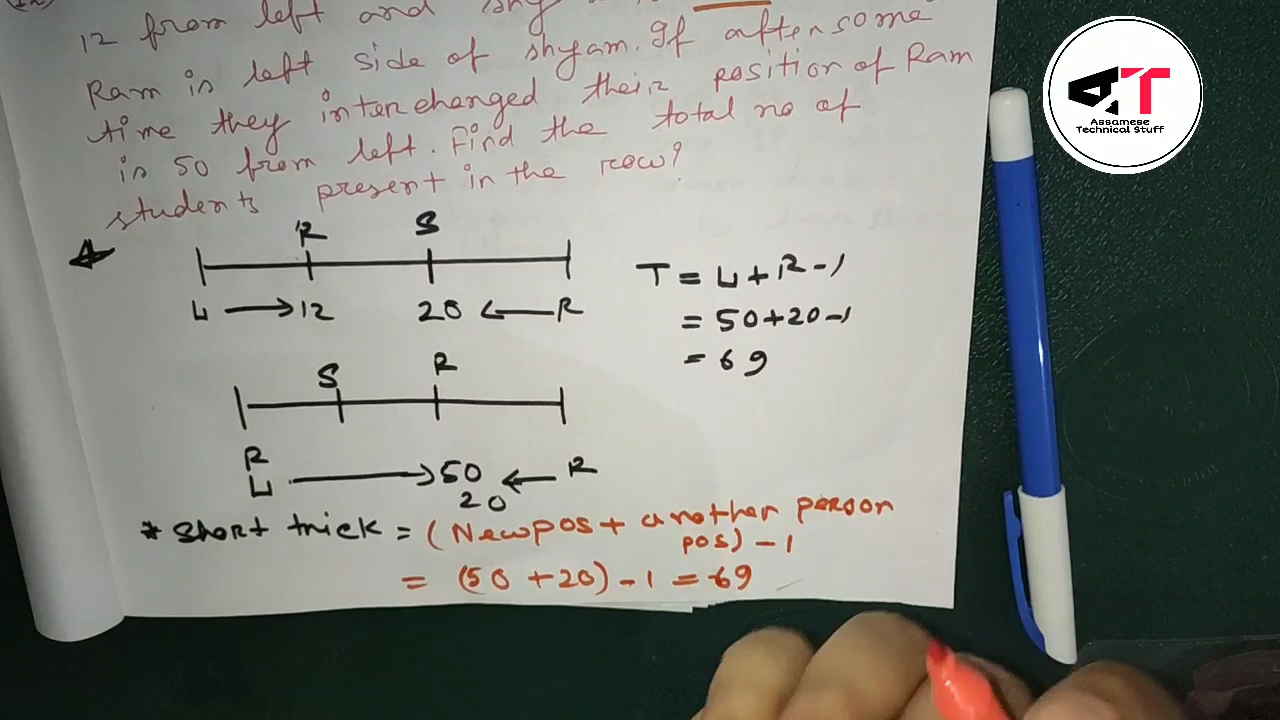 12 from left and
Ram is left side of shyam. If after some
time they interchanged their position of Ram
is 50 from left. Find the total no of
students present in the row?
R S
L → 12 20 ← R
T = L + R - 1
= 50 + 20 - 1
= 69
S R
R
L → 50 ← R
20
* Short trick = (New pos + another person
pos) - 1
= (50 + 20) - 1 = 69
AT
Assamese
Technical Stuff